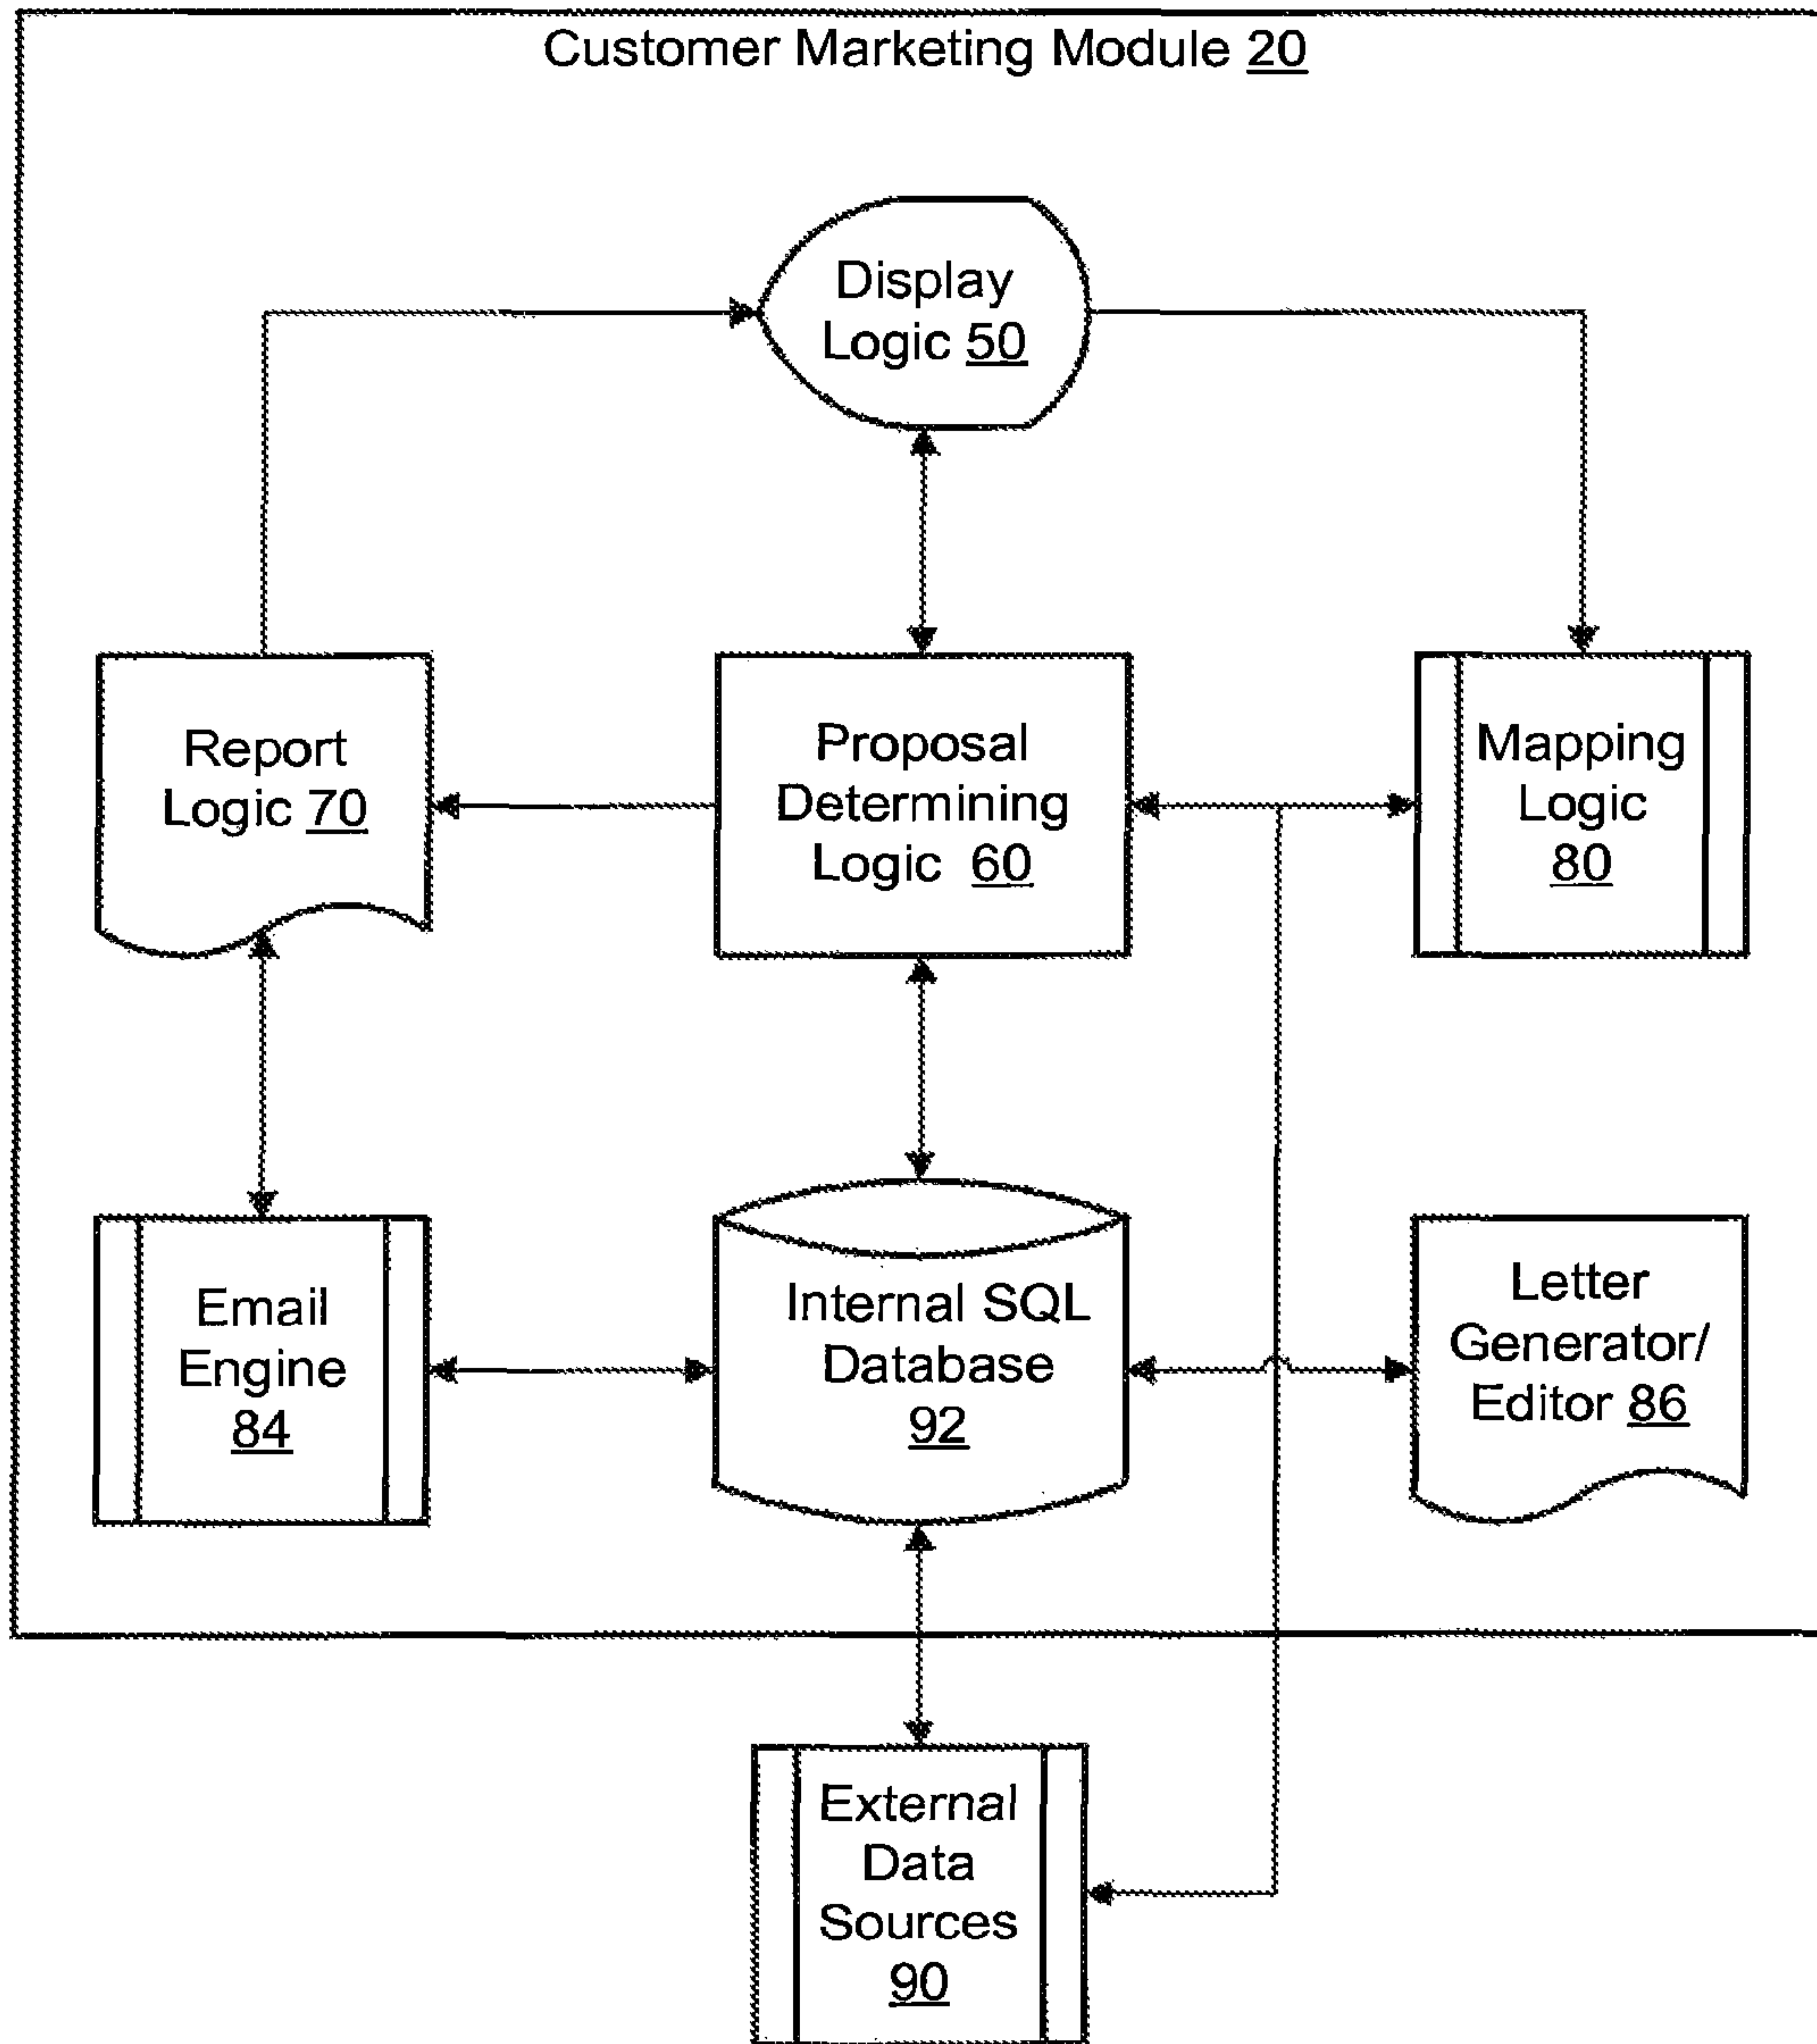 Customer Marketing Module 20
Display
Logic 50
Report
Logic 70
Proposal
Determining
Logic 60
Mapping
Logic
80
Email
Engine
84
Internal SQL
Database
92
Letter
Generator/
Editor 86
External
Data
Sources
90